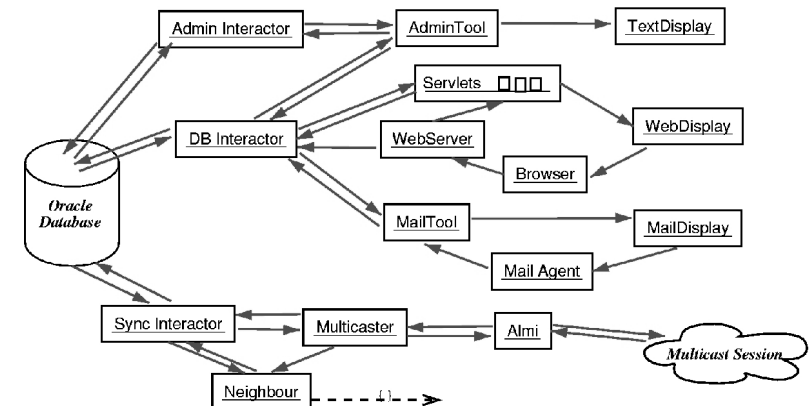 Admin Interactor
AdminTool
TextDisplay
Servlets
DB Interactor
WebServer
WebDisplay
Browser
Oracle
Database
MailTool
MailDisplay
Mail Agent
Sync Interactor
Multicaster
Almi
Multicast Session
Neighbour
{ }